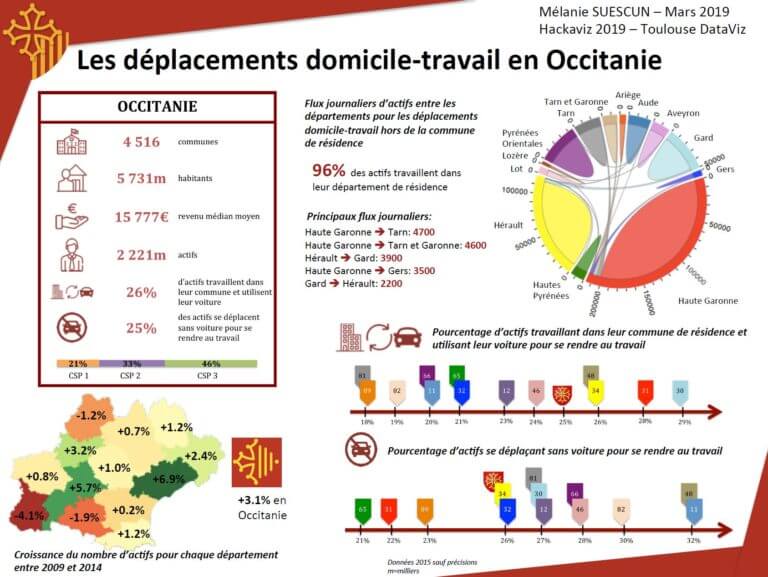 Mélanie SUESCUN – Mars 2019
Hackaviz 2019 – Toulouse DataViz
Les déplacements domicile-travail en Occitanie
OCCITANIE
4 516 communes
5 731m habitants
15 777€ revenu médian moyen
2 221m actifs
26% d'actifs travaillent dans
leur commune et utilisent
leur voiture
25% des actifs se déplacent
sans voiture pour se
rendre au travail
21% 33% 46%
CSP 1 CSP 2 CSP 3
Flux journaliers d'actifs entre les
départements pour les déplacements
domicile-travail hors de la commune
de résidence
96% des actifs travaillent dans
leur département de résidence
Principaux flux journaliers:
Haute Garonne ➔ Tarn: 4700
Haute Garonne ➔ Tarn et Garonne: 4600
Hérault ➔ Gard: 3900
Haute Garonne ➔ Gers: 3500
Gard ➔ Hérault: 2200
Ariège
Tarn et Garonne
Aude
Tarn
Aveyron
Pyrénées
Orientales
Gard
Lozère
Lot
Gers
Hérault
Hautes
Pyrénées
Haute Garonne
0
0
0
0
0
0
0
0
50000
0
0
50000
100000
50000
100000
150000
200000
Pourcentage d'actifs travaillant dans leur commune de résidence et
utilisant leur voiture pour se rendre au travail
81 66 65 48
09 82 11 32 12 46 34 31 30
18% 19% 20% 21% 23% 24% 25% 26% 28% 29%
Pourcentage d'actifs se déplaçant sans voiture pour se rendre au travail
81
34 30 66 48
65 31 09 32 12 46 82 11
21% 22% 23% 26% 27% 28% 30% 32%
-1.2%
+0.7%
+1.2%
+3.2%
+2.4%
+0.8%
+1.0%
+6.9%
+5.7%
-4.1%
-1.9%
+0.2%
+1.2%
+3.1% en
Occitanie
Croissance du nombre d'actifs pour chaque département
entre 2009 et 2014
Données 2015 sauf précisions
m=milliers